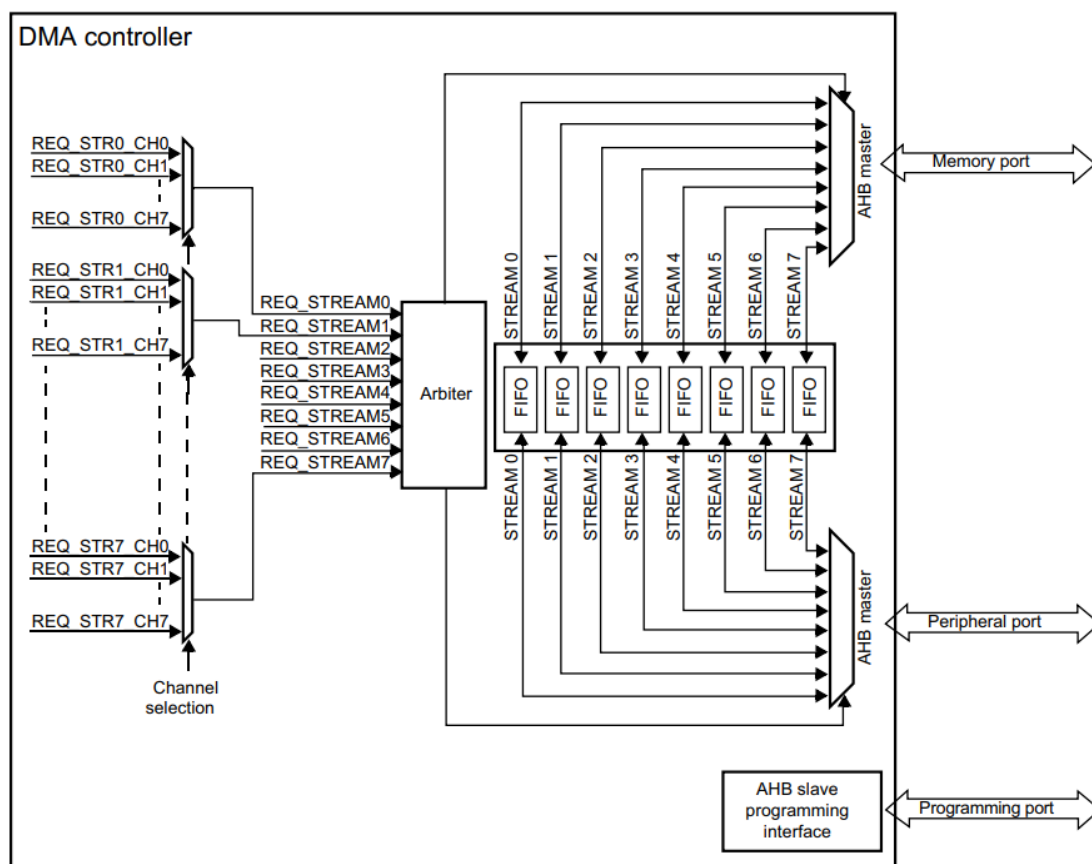 DMA controller
REQ_STR0_CH0
REQ_STR0_CH1
REQ_STR0_CH7
REQ_STR1_CH0
REQ_STR1_CH1
REQ_STR1_CH7
REQ_STR7_CH0
REQ_STR7_CH1
REQ_STR7_CH7
Channel
selection
REQ_STREAM0
REQ_STREAM1
REQ_STREAM2
REQ_STREAM3
REQ_STREAM4
REQ_STREAM5
REQ_STREAM6
REQ_STREAM7
Arbiter
STREAM 0
STREAM 1
STREAM 2
STREAM 3
STREAM 4
STREAM 5
STREAM 6
STREAM 7
FIFO
FIFO
FIFO
FIFO
FIFO
FIFO
FIFO
FIFO
STREAM 0
STREAM 1
STREAM 2
STREAM 3
STREAM 4
STREAM 5
STREAM 6
STREAM 7
AHB master
Memory port
AHB master
Peripheral port
AHB slave
programming
interface
Programming port